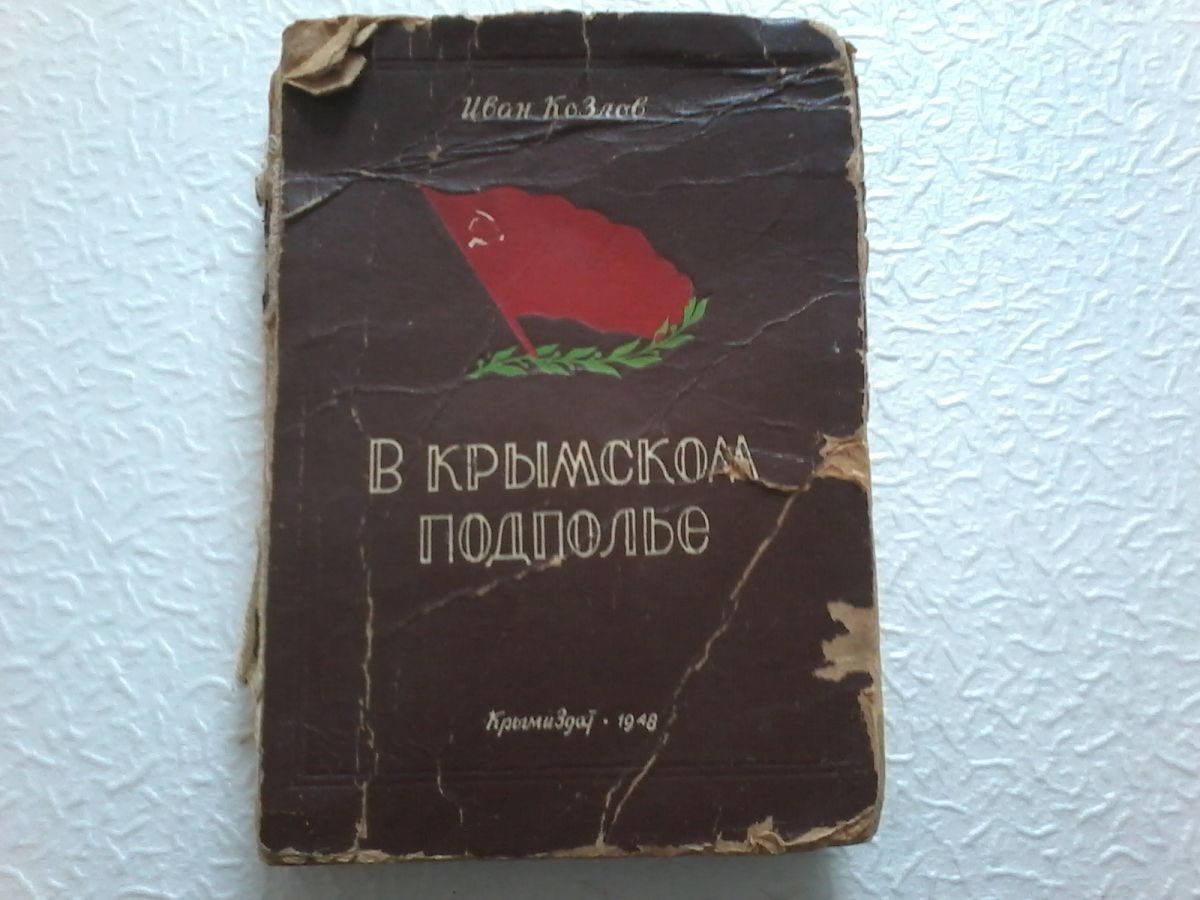 Иван Козлов
В КРЫМСКОМ
ПОДПОЛЬЕ
Крымиздат · 1948